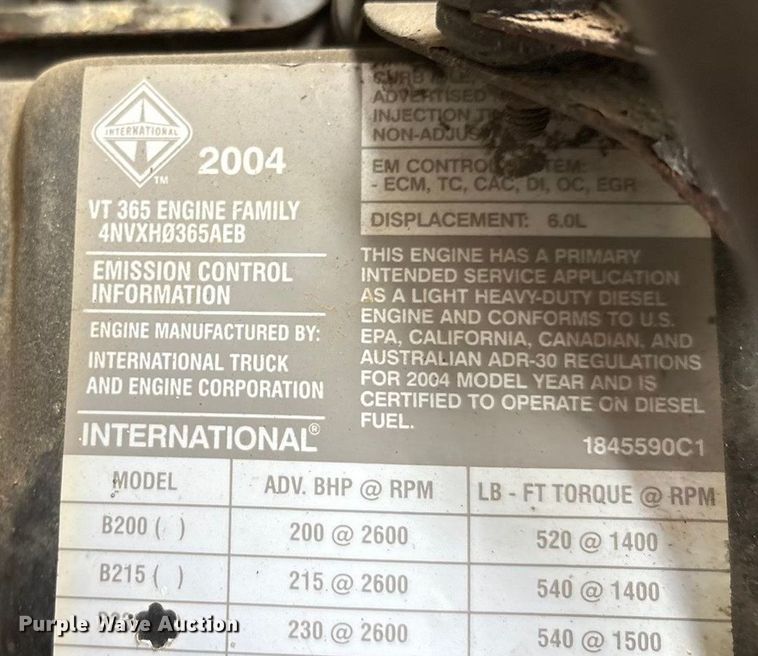 INTERNATIONAL
TM
2004
VT 365 ENGINE FAMILY
4NVXHØ365AEB
EMISSION CONTROL
INFORMATION
ENGINE MANUFACTURED BY:
INTERNATIONAL TRUCK
AND ENGINE CORPORATION
INTERNATIONAL®
ADVERTISED
INJECTION
EM CONTROL
- ECM, TC, CAC, DI, OC, EGR
DISPLACEMENT: 6.0L
THIS ENGINE HAS A PRIMARY
INTENDED SERVICE APPLICATION
AS A LIGHT HEAVY-DUTY DIESEL
ENGINE AND CONFORMS TO U.S.
EPA, CALIFORNIA, CANADIAN, AND
AUSTRALIAN ADR-30 REGULATIONS
FOR 2004 MODEL YEAR AND IS
CERTIFIED TO OPERATE ON DIESEL
FUEL.
1845590C1
MODEL ADV. BHP @ RPM LB - FT TORQUE @ RPM
B200 ( ) 200 @ 2600 520 @ 1400
B215 ( ) 215 @ 2600 540 @ 1400
230 @ 2600 540 @ 1500
Purple Wave Auction